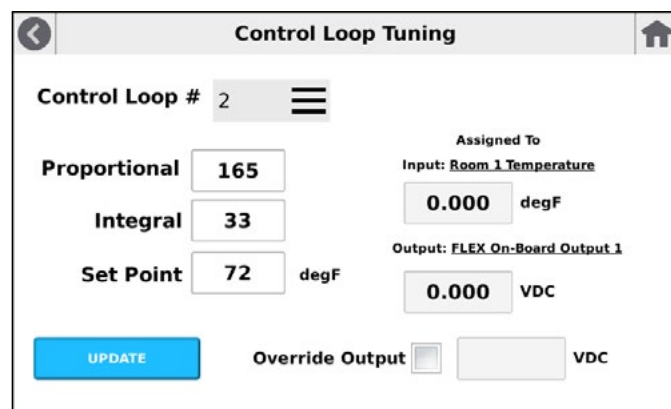 Control Loop Tuning
Control Loop # 2
Assigned To
Proportional 165
Input: Room 1 Temperature
0.000 degF
Integral 33
Output: FLEX On-Board Output 1
Set Point 72 degF
0.000 VDC
UPDATE
Override Output VDC